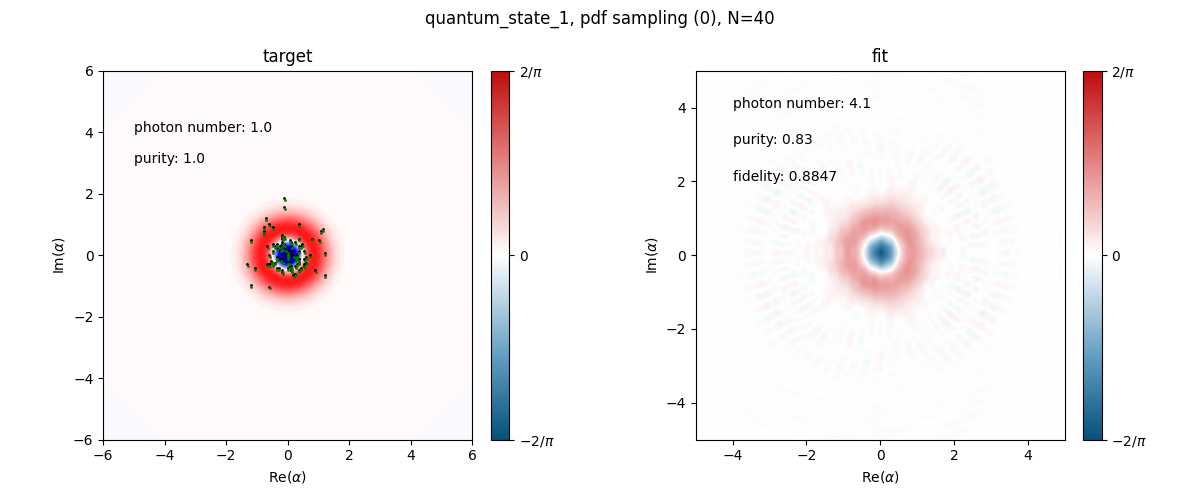 quantum_state_1, pdf sampling (0), N=40
target
6
4
2
0
−2
−4
−6
−6
−4
−2
0
2
4
6
Im(α)
Re(α)
photon number: 1.0
purity: 1.0
2/π
0
−2/π
fit
4
2
0
−2
−4
−4
−2
0
2
4
Im(α)
Re(α)
photon number: 4.1
purity: 0.83
fidelity: 0.8847
2/π
0
−2/π